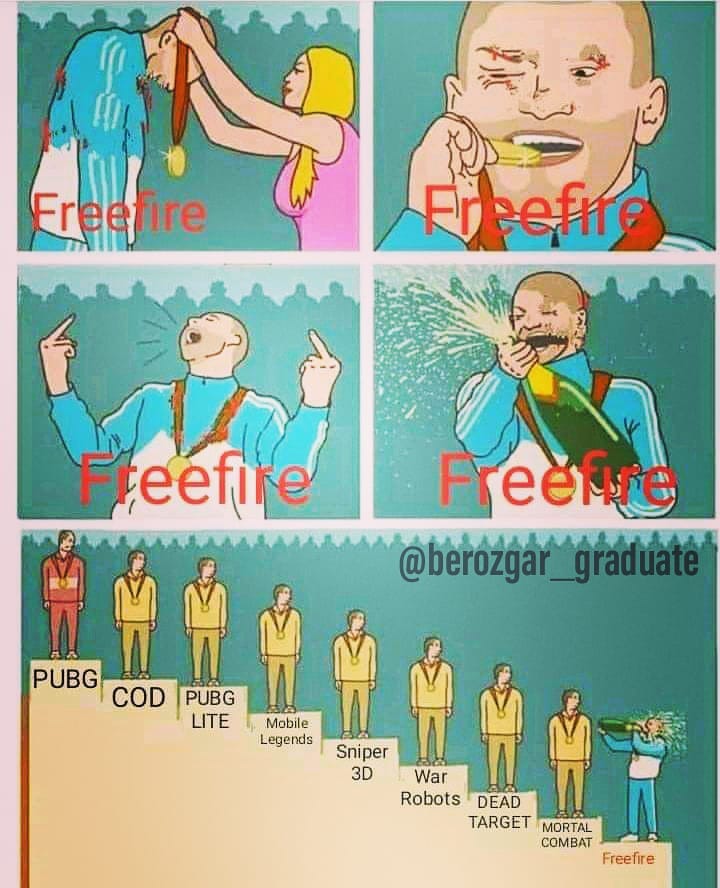 Freefire
Freefire
Freefire
Freefire
@berozgar_graduate
PUBG
COD
PUBG
LITE
Mobile
Legends
Sniper
3D
War
Robots
DEAD
TARGET
MORTAL
COMBAT
Freefire